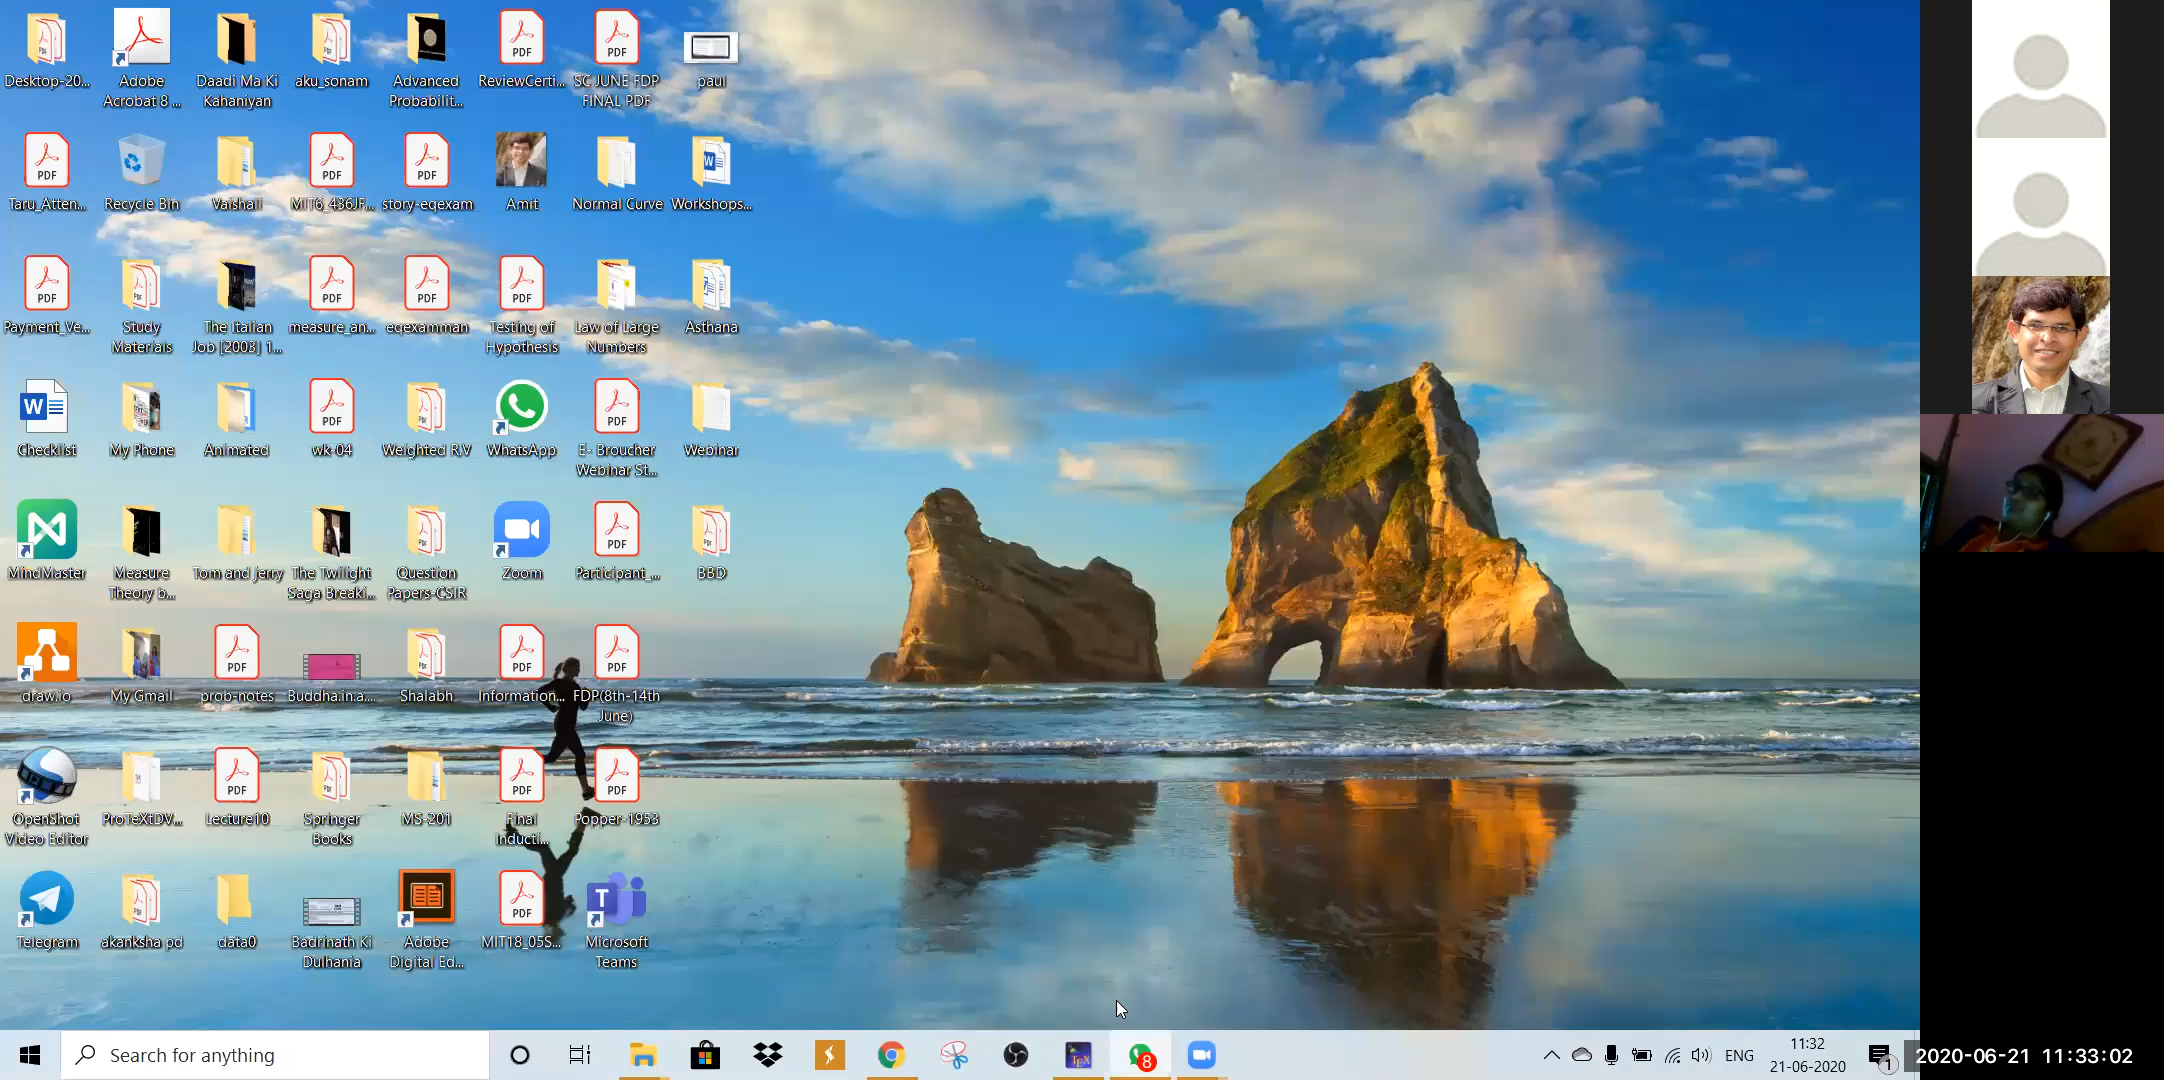 Desktop-20...
Adobe
Acrobat 8 ...
Daadi Ma Ki
Kahaniyan
aku_sonam
Advanced
Probabilit...
ReviewCerti...
SC JUNE FDP
FINAL PDF
paul
Taru_Atten...
Recycle Bin
Vaishali
MIT6_436JF...
story-eqexam
Amit
Normal Curve
Workshops...
Payment_Ve...
Study
Materials
The Italian
Job [2003] 1...
measure_an...
eqexamman
Testing of
Hypothesis
Law of Large
Numbers
Asthana
Checklist
My Phone
Animated
wk-04
Weighted R.V
WhatsApp
E- Broucher
Webinar St...
Webinar
MindMaster
Measure
Theory b...
Tom and Jerry
The Twilight
Saga Breaki...
Question
Papers-CSIR
Zoom
Participant_...
BBD
draw.io
My Gmail
prob-notes
Buddha.in.a....
Shalabh
Information...
FDP(8th-14th
June)
OpenShot
Video Editor
ProTeXtDV...
Lecture10
Springer
Books
MS-201
Final
Inducti...
Popper-1953
Telegram
akanksha pd
data0
Badrinath Ki
Dulhania
Adobe
Digital Ed...
MIT18_05S...
Microsoft
Teams
Search for anything
8
ENG
11:32
21-06-2020
1
2020-06-21 11:33:02